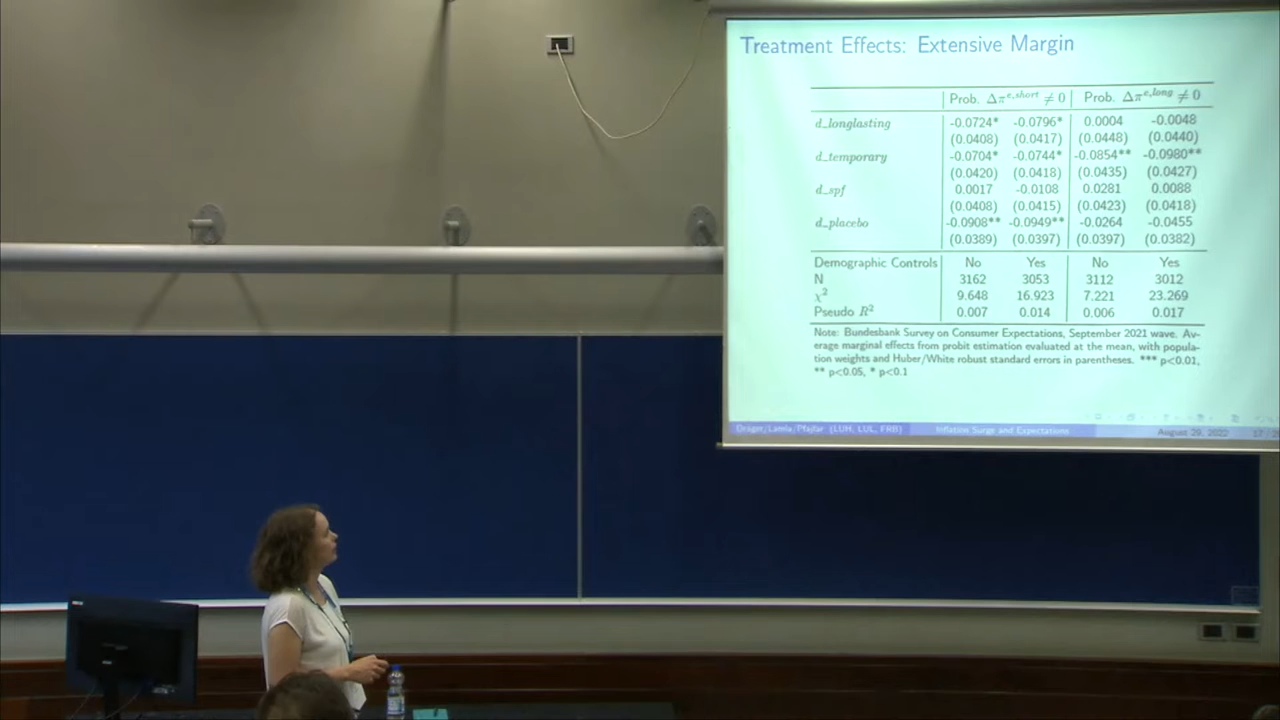 Treatment Effects: Extensive Margin
Prob. Δπ^{e,short} ≠ 0 Prob. Δπ^{e,long} ≠ 0
d_longlasting -0.0724* -0.0796* 0.0004 -0.0048
(0.0408) (0.0417) (0.0448) (0.0440)
d_temporary -0.0704* -0.0744* -0.0854** -0.0980**
(0.0420) (0.0418) (0.0435) (0.0427)
d_spf 0.0017 -0.0108 0.0281 0.0088
(0.0408) (0.0415) (0.0423) (0.0418)
d_placebo -0.0908** -0.0949** -0.0264 -0.0455
(0.0389) (0.0397) (0.0397) (0.0382)
Demographic Controls No Yes No Yes
N 3162 3053 3112 3012
χ² 9.648 16.923 7.221 23.269
Pseudo R² 0.007 0.014 0.006 0.017
Note: Bundesbank Survey on Consumer Expectations, September 2021 wave. Av-
erage marginal effects from probit estimation evaluated at the mean, with popula-
tion weights and Huber/White robust standard errors in parentheses. *** p<0.01,
** p<0.05, * p<0.1
Dräger/Lamla/Pfajfar (LUH, LUL, FRB) Inflation Surge and Expectations August 29, 2022 17 /